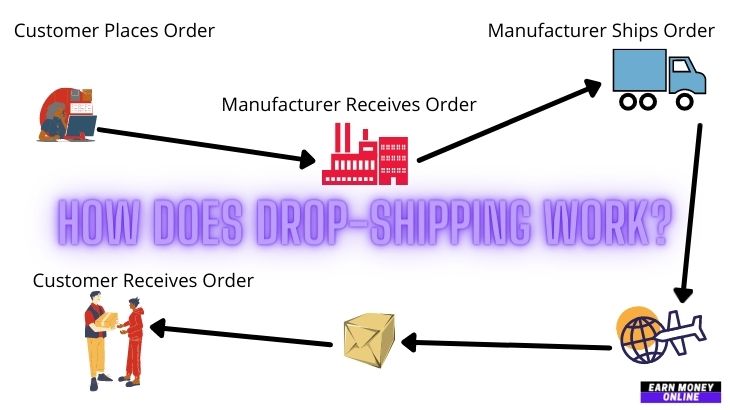 Customer Places Order
Manufacturer Ships Order
Manufacturer Receives Order
HOW DOES DROP-SHIPPING WORK?
Customer Receives Order
EARN MONEY
ONLINE